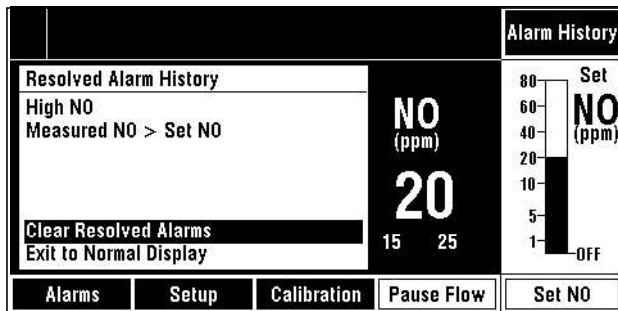 Alarm History
Resolved Alarm History
High NO
Measured NO > Set NO
Clear Resolved Alarms
Exit to Normal Display
NO
(ppm)
20
15 25
Set
NO
(ppm)
80
60
40
20
10
5
1
OFF
Alarms
Setup
Calibration
Pause Flow
Set NO